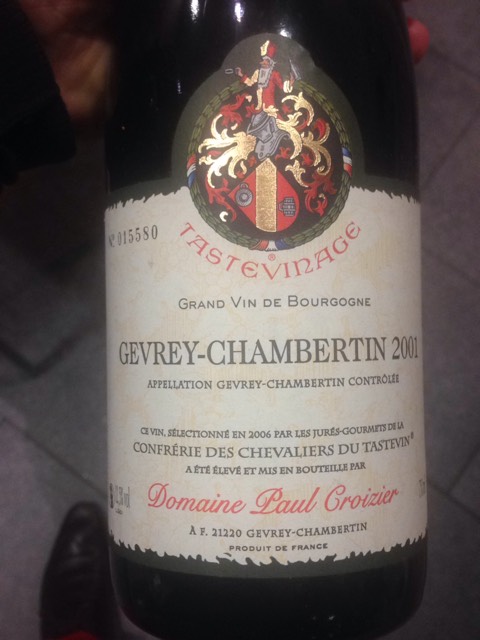 TASTEVINAGE®
N° 015580
GRAND VIN DE BOURGOGNE
GEVREY-CHAMBERTIN 2001
APPELLATION GEVREY-CHAMBERTIN CONTRÔLÉE
CE VIN, SÉLECTIONNÉ EN 2006 PAR LES JURÉS-GOURMETS DE LA
CONFRÉRIE DES CHEVALIERS DU TASTEVIN®
A ÉTÉ ÉLEVÉ ET MIS EN BOUTEILLE PAR
Domaine Paul Croizier
À F. 21220 GEVREY-CHAMBERTIN
PRODUIT DE FRANCE